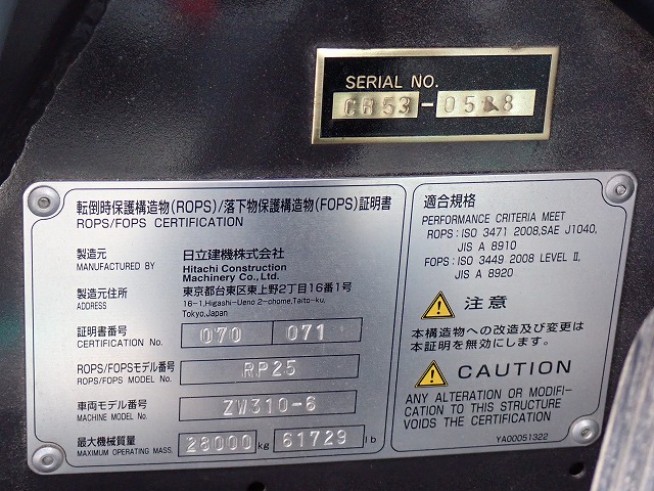 SERIAL NO.
CB53-0588
転倒時保護構造物(ROPS)/落下物保護構造物(FOPS)証明書
ROPS/FOPS CERTIFICATION
製造元 日立建機株式会社
MANUFACTURED BY Hitachi Construction
Machinery Co., Ltd.
製造元住所 東京都台東区東上野2丁目16番1号
ADDRESS 16-1, Higashi-Ueno 2-chome, Taito-ku,
Tokyo, Japan
証明書番号
CERTIFICATION No. 070 071
ROPS/FOPSモデル番号
ROPS/FOPS MODEL No. RP25
車両モデル番号
MACHINE MODEL No. ZW310-6
最大機械質量
MAXIMUM OPERATING MASS. 28000 kg 61729 lb
適合規格
PERFORMANCE CRITERIA MEET
ROPS : ISO 3471 2008,SAE J1040,
JIS A 8910
FOPS : ISO 3449 2008 LEVEL II,
JIS A 8920
注意
本構造物への改造及び変更は
本証明を無効にします。
CAUTION
ANY ALTERATION OR MODIFI-
CATION TO THIS STRUCTURE
VOIDS THE CERTIFICATION
YA00051322